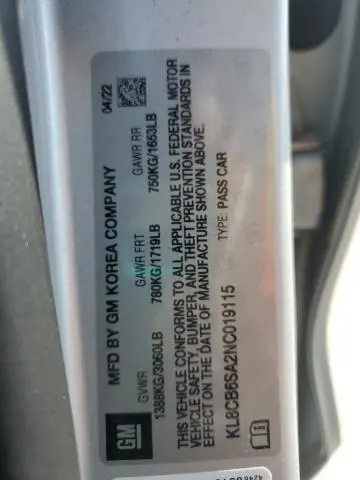 MFD BY GM KOREA COMPANY 04/22
GVWR GAWR FRT GAWR RR
1388KG/3060LB 780KG/1719LB 750KG/1653LB
THIS VEHICLE CONFORMS TO ALL APPLICABLE U.S. FEDERAL MOTOR
VEHICLE SAFETY, BUMPER, AND THEFT PREVENTION STANDARDS IN
EFFECT ON THE DATE OF MANUFACTURE SHOWN ABOVE.
KL8CB6SA2NC019115 TYPE: PASS CAR
GM